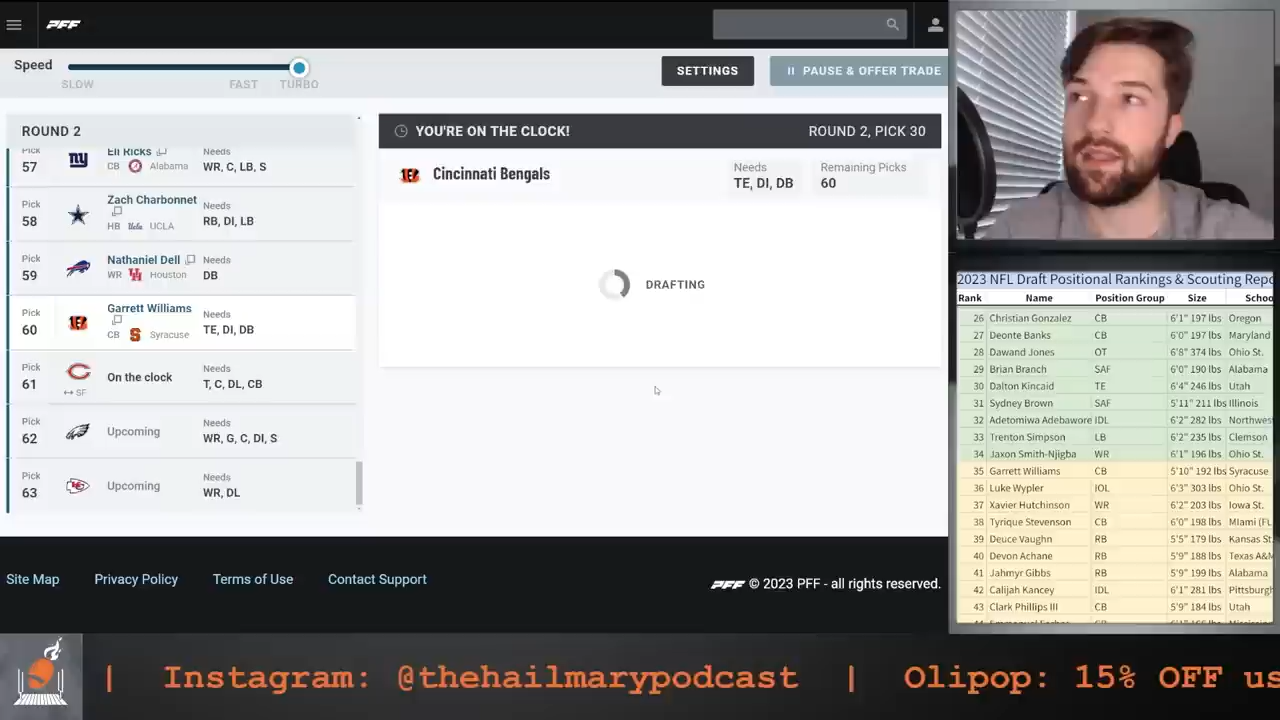 PFF
Speed
SLOW FAST TURBO
SETTINGS
PAUSE & OFFER TRADE
ROUND 2
Pick 57 Eli Ricks CB Alabama Needs WR, C, LB, S
Pick 58 Zach Charbonnet HB UCLA Needs RB, DI, LB
Pick 59 Nathaniel Dell WR Houston Needs DB
Pick 60 Garrett Williams CB Syracuse Needs TE, DI, DB
Pick 61 ↔ SF On the clock Needs T, C, DL, CB
Pick 62 Upcoming Needs WR, G, C, DI, S
Pick 63 Upcoming Needs WR, DL
YOU'RE ON THE CLOCK! ROUND 2, PICK 30
Cincinnati Bengals
Needs TE, DI, DB
Remaining Picks 60
DRAFTING
Site Map Privacy Policy Terms of Use Contact Support
PFF © 2023 PFF - all rights reserved.
2023 NFL Draft Positional Rankings & Scouting Repo
Rank Name Position Group Size Schoo
26 Christian Gonzalez CB 6'1" 197 lbs Oregon
27 Deonte Banks CB 6'0" 197 lbs Maryland
28 Dawand Jones OT 6'8" 374 lbs Ohio St.
29 Brian Branch SAF 6'0" 190 lbs Alabama
30 Dalton Kincaid TE 6'4" 246 lbs Utah
31 Sydney Brown SAF 5'11" 211 lbs Illinois
32 Adetomiwa Adebawore IDL 6'2" 282 lbs Northwes
33 Trenton Simpson LB 6'2" 235 lbs Clemson
34 Jaxon Smith-Njigba WR 6'1" 196 lbs Ohio St.
35 Garrett Williams CB 5'10" 192 lbs Syracuse
36 Luke Wypler IOL 6'3" 303 lbs Ohio St.
37 Xavier Hutchinson WR 6'2" 203 lbs Iowa St.
38 Tyrique Stevenson CB 6'0" 198 lbs MIami (FL
39 Deuce Vaughn RB 5'5" 179 lbs Kansas St
40 Devon Achane RB 5'9" 188 lbs Texas A&M
41 Jahmyr Gibbs RB 5'9" 199 lbs Alabama
42 Calijah Kancey IDL 6'1" 281 lbs Pittsburgh
43 Clark Phillips III CB 5'9" 184 lbs Utah
| Instagram: @thehailmarypodcast | Olipop: 15% OFF us